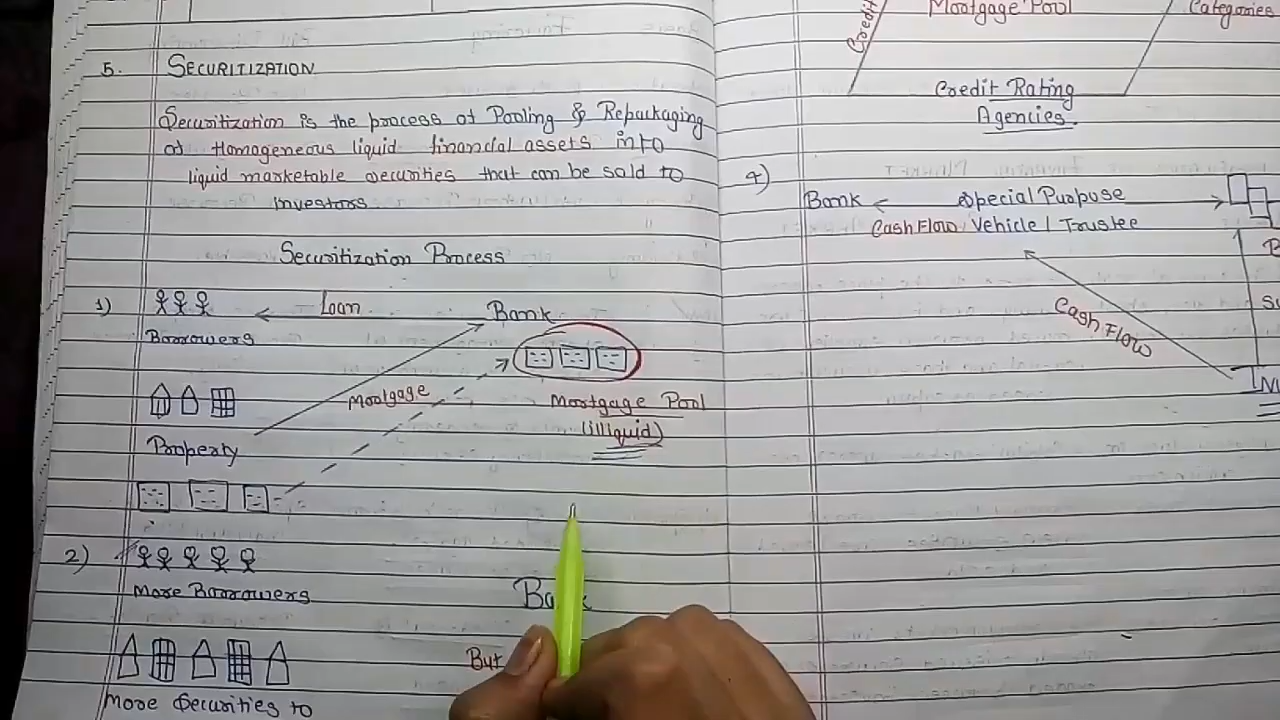 5. SECURITIZATION
Securitization is the process of Pooling & Repackaging
of Homogeneous liquid financial assets into
liquid marketable securities that can be sold to
investors
Securitization Process
1) Loan Bank
Borrowers
Mortgage
Mortgage Pool
(illiquid)
Property
2)
More Borrowers
But
More Securities to
Credit
Mortgage Pool
Categories
Credit Rating
Agencies
4)
Bank Special Purpose
Cash Flow Vehicle / Trustee
Cash Flow